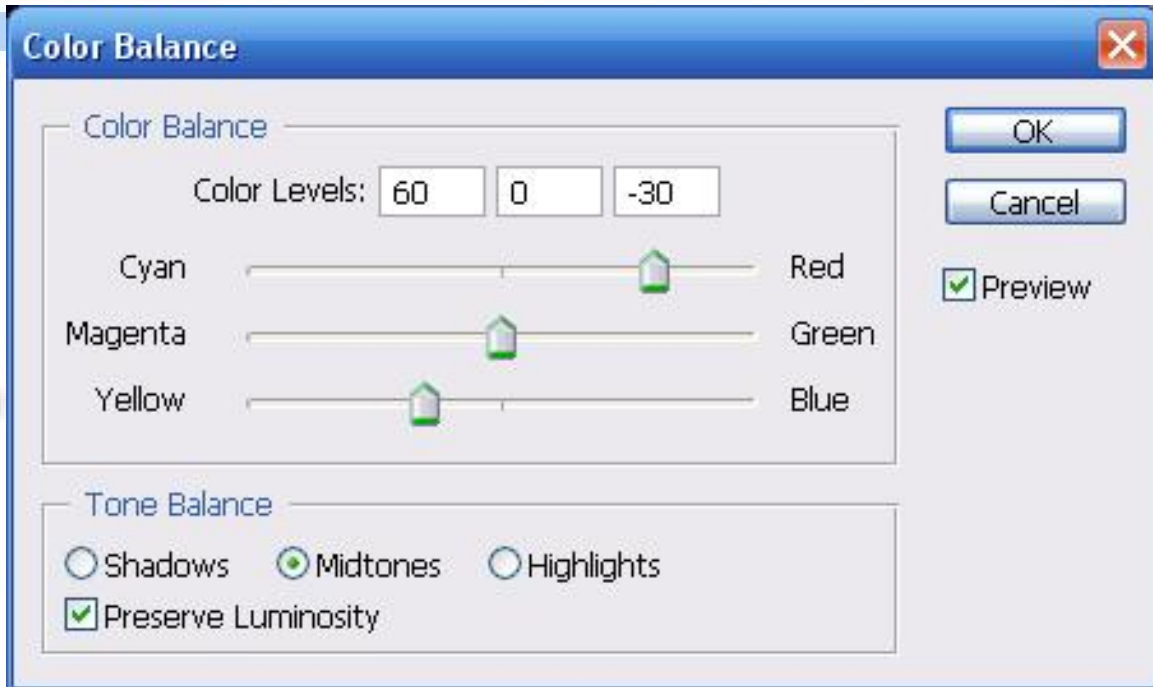 Color Balance
Color Balance
OK
Color Levels: 60 0 -30
Cancel
Cyan Red
Preview
Magenta Green
Yellow Blue
Tone Balance
Shadows Midtones Highlights
Preserve Luminosity